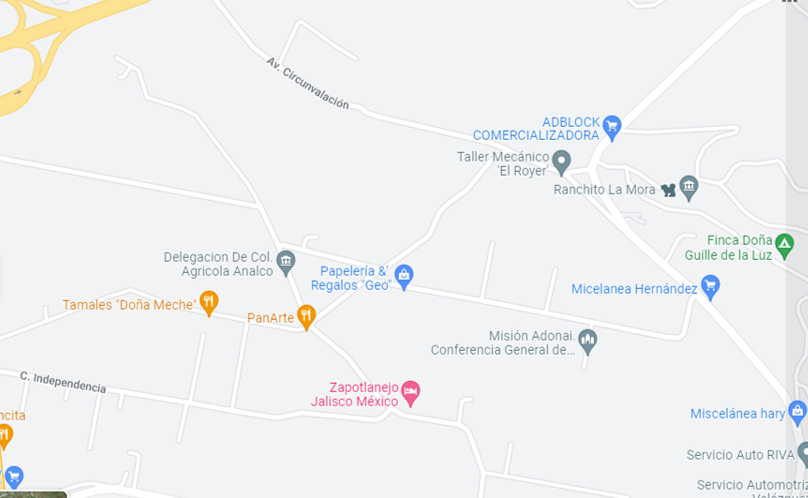 Av. Circunvalación
ADBLOCK
COMERCIALIZADORA
Taller Mecánico
'El Royer'
Ranchito La Mora
Finca Doña
Guille de la Luz
Delegacion De Col.
Agricola Analco
Papelería &'
Regalos "Geo"
Micelanea Hernández
Tamales "Doña Meche"
PanArte
Misión Adonai.
Conferencia General de...
C. Independencia
Zapotlanejo
Jalisco México
Miscelánea hary
ncita
Servicio Auto RIVA
Servicio Automotri